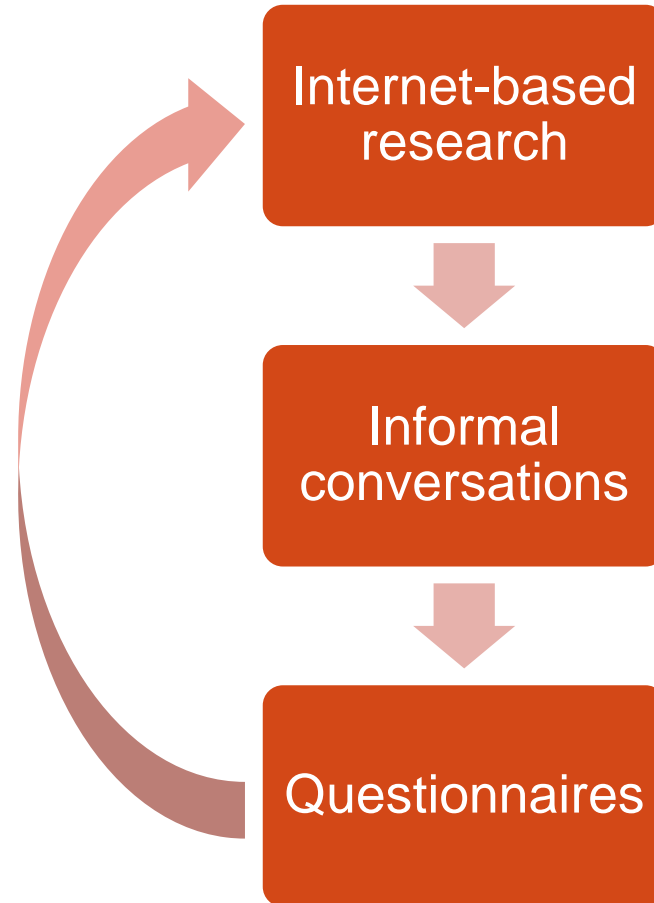 Internet-based
research
Informal
conversations
Questionnaires